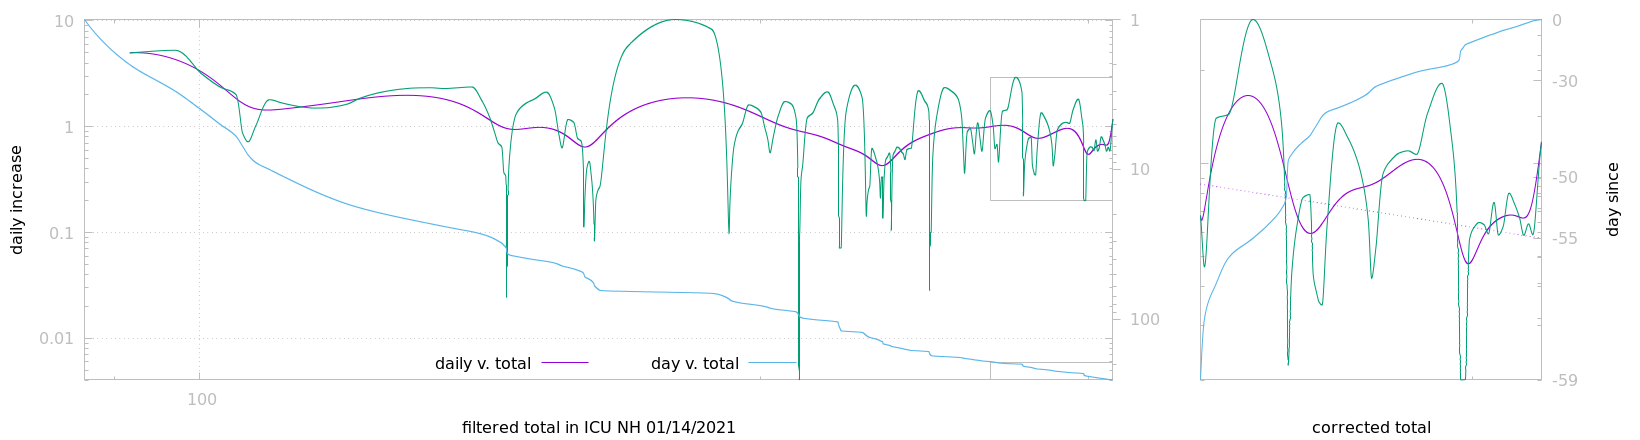 10
1
0.1
0.01
daily increase
daily v. total
day v. total
100
filtered total in ICU NH 01/14/2021
1
10
100
0
-30
-50
-55
-59
day since
corrected total